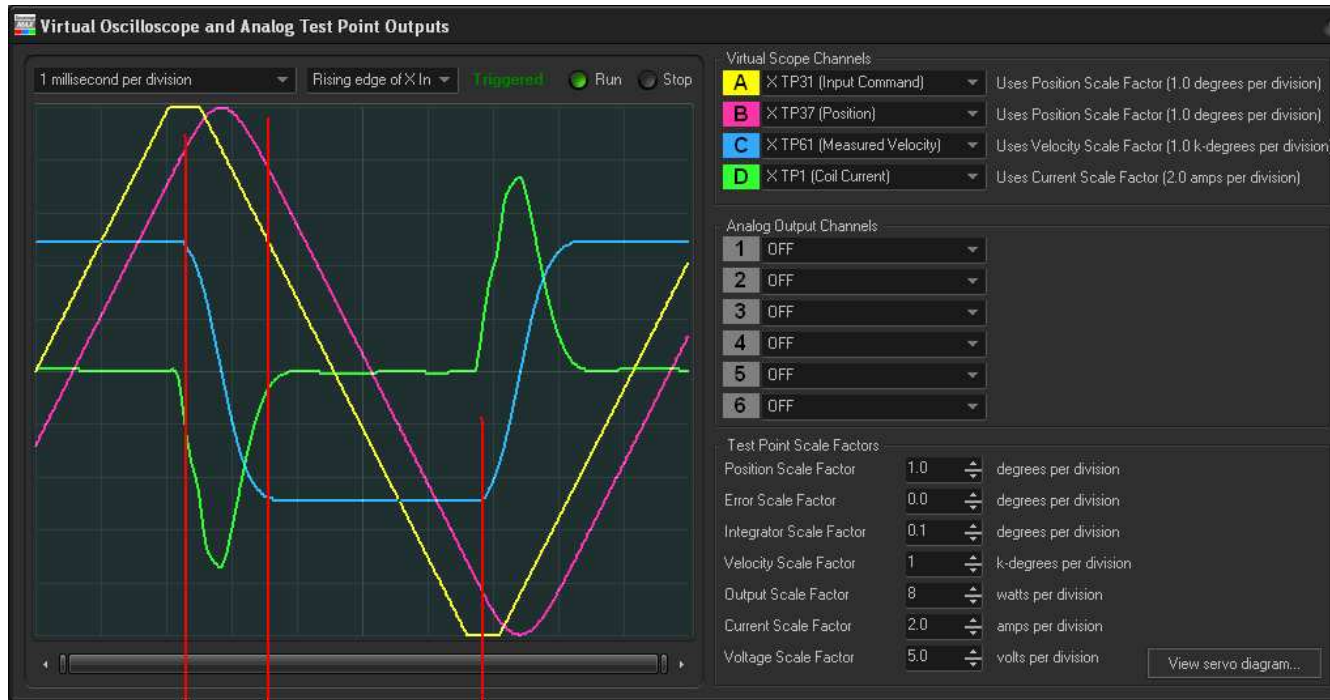 Virtual Oscilloscope and Analog Test Point Outputs
1 millisecond per division
Rising edge of X In
Triggered
Run
Stop
Virtual Scope Channels
A X TP31 (Input Command) Uses Position Scale Factor (1.0 degrees per division)
B X TP37 (Position) Uses Position Scale Factor (1.0 degrees per division)
C X TP61 (Measured Velocity) Uses Velocity Scale Factor (1.0 k-degrees per division
D X TP1 (Coil Current) Uses Current Scale Factor (2.0 amps per division)
Analog Output Channels
1 OFF
2 OFF
3 OFF
4 OFF
5 OFF
6 OFF
Test Point Scale Factors
Position Scale Factor 1.0 degrees per division
Error Scale Factor 0.0 degrees per division
Integrator Scale Factor 0.1 degrees per division
Velocity Scale Factor 1 k-degrees per division
Output Scale Factor 8 watts per division
Current Scale Factor 2.0 amps per division
Voltage Scale Factor 5.0 volts per division
View servo diagram...